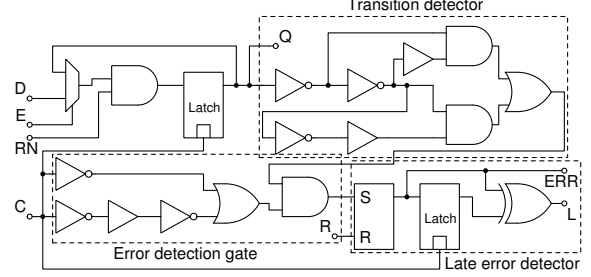 Transition detector
Q
D
E
RN
Latch
C
S
ERR
R
R
Latch
L
Error detection gate
Late error detector